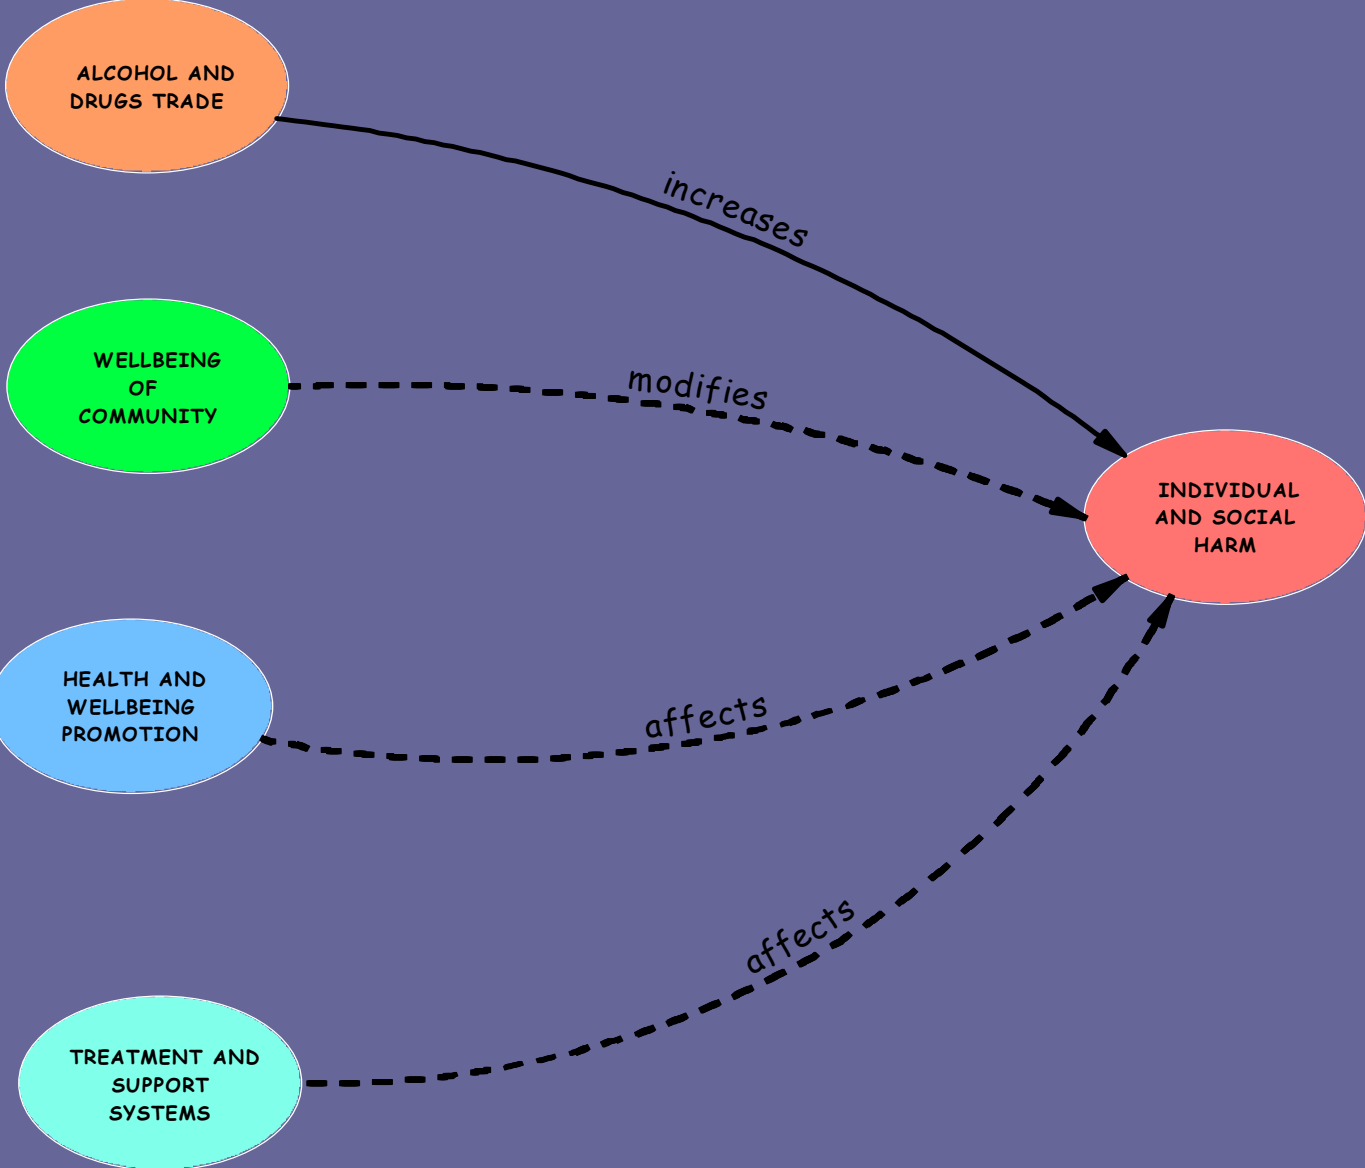 ALCOHOL AND
DRUGS TRADE
increases
WELLBEING
OF
COMMUNITY
modifies
INDIVIDUAL
AND SOCIAL
HARM
HEALTH AND
WELLBEING
PROMOTION
affects
affects
TREATMENT AND
SUPPORT
SYSTEMS